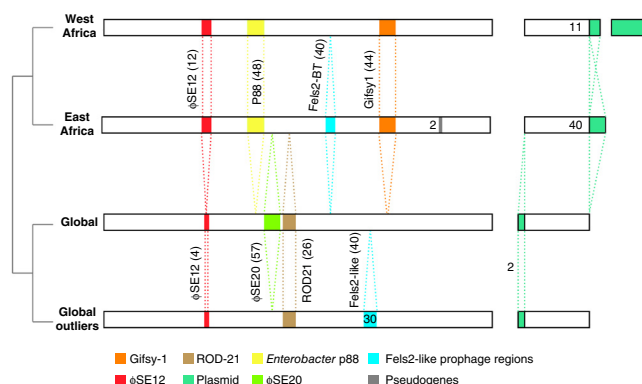 West
Africa
11
ϕSE12 (12)
P88 (48)
Fels2-BT (40)
Gifsy1 (44)
East
Africa
2
40
Global
ϕSE12 (4)
ϕSE20 (57)
ROD21 (26)
Fels2-like (40)
2
Global
outliers
30
Gifsy-1
ROD-21
Enterobacter p88
Fels2-like prophage regions
ϕSE12
Plasmid
ϕSE20
Pseudogenes